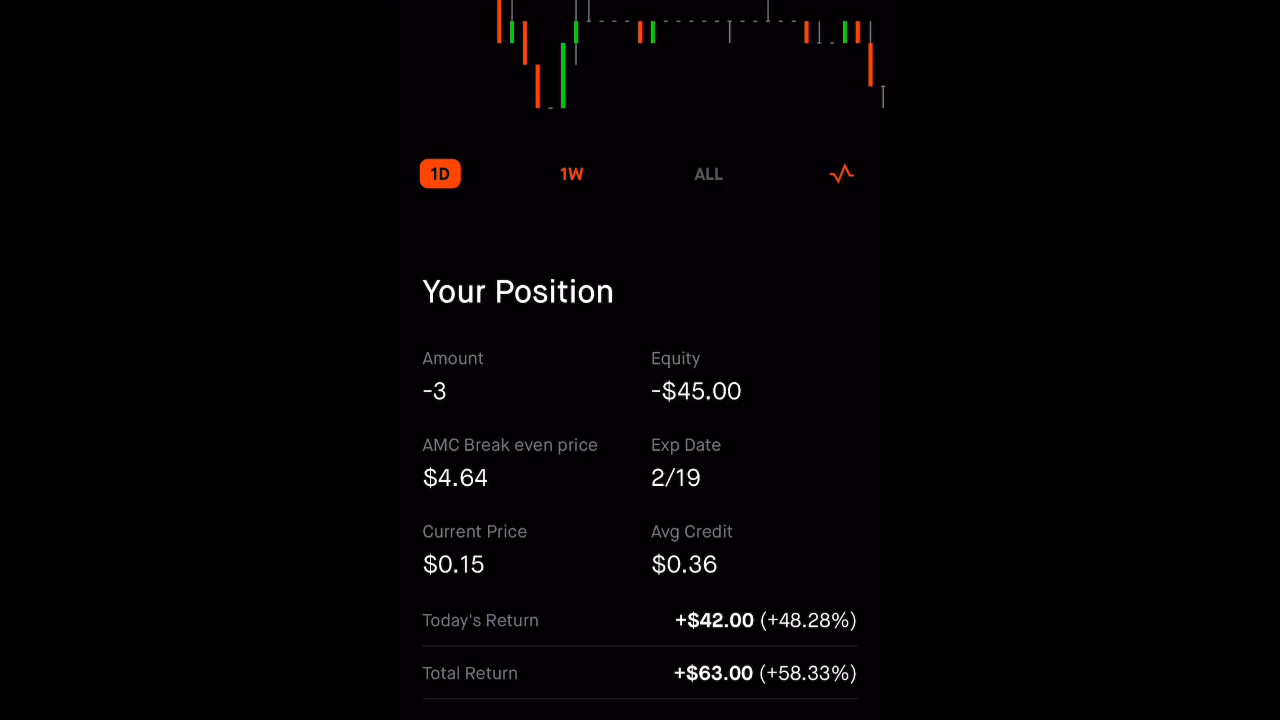 1D 1W ALL
Your Position
Amount Equity
-3 -$45.00
AMC Break even price Exp Date
$4.64 2/19
Current Price Avg Credit
$0.15 $0.36
Today's Return +$42.00 (+48.28%)
Total Return +$63.00 (+58.33%)